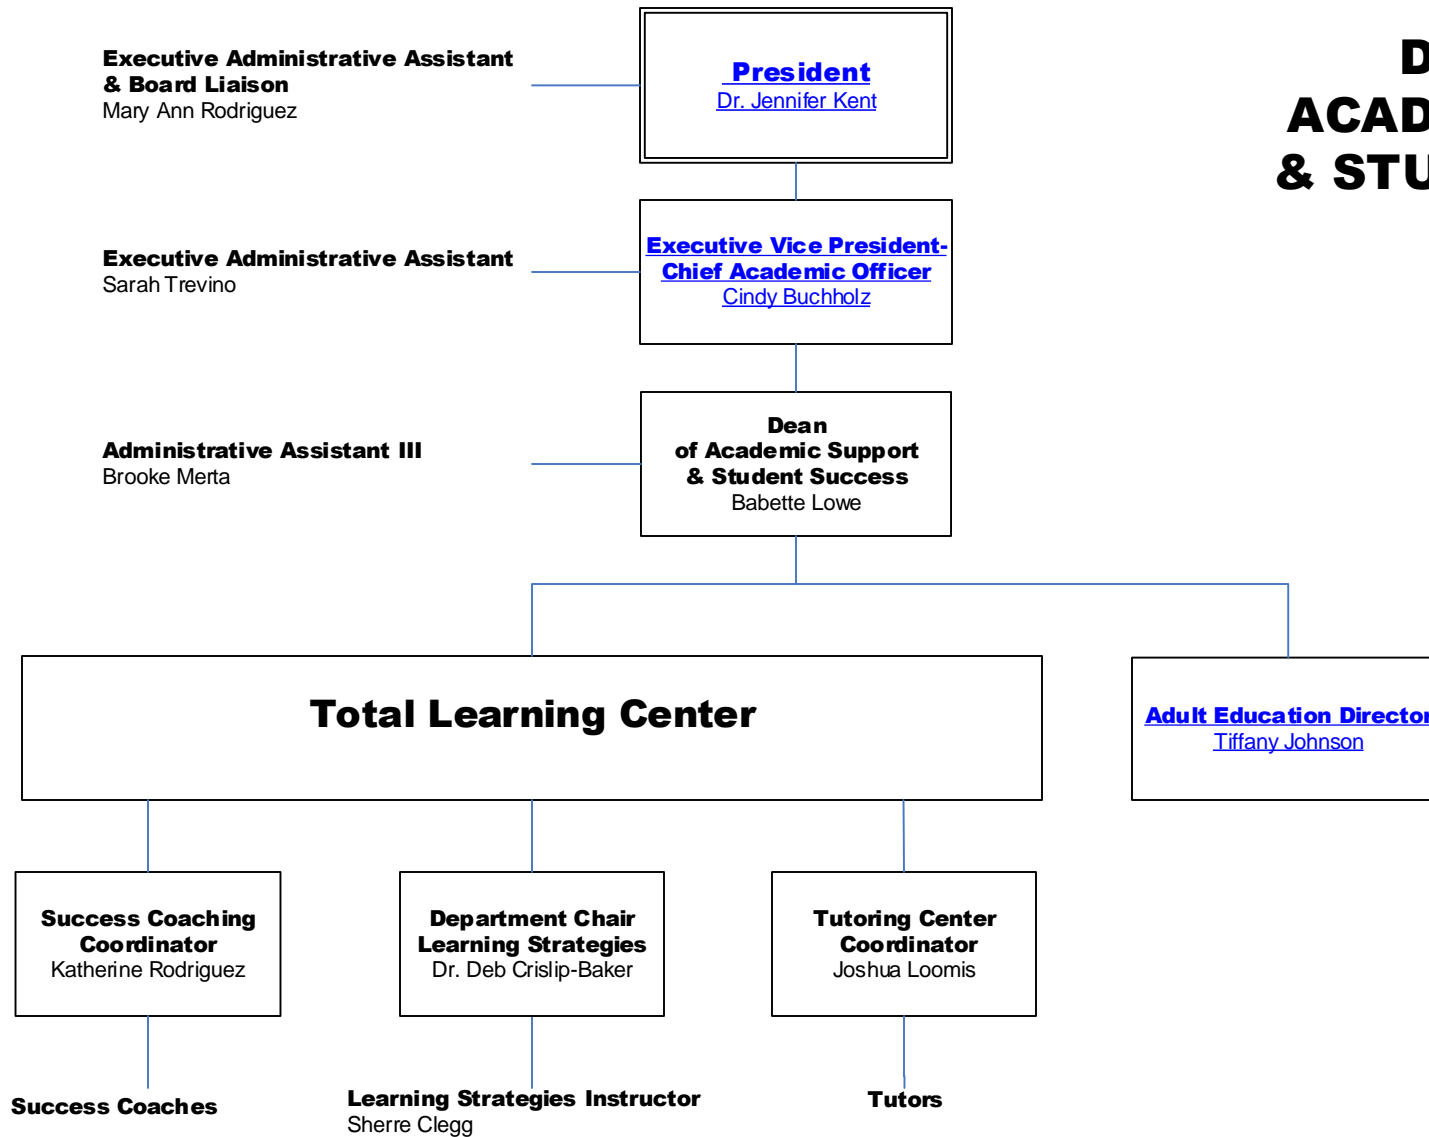 Executive Administrative Assistant
& Board Liaison
Mary Ann Rodriguez
President
Dr. Jennifer Kent
D
ACAD
& STU
Executive Administrative Assistant
Sarah Trevino
Executive Vice President-
Chief Academic Officer
Cindy Buchholz
Administrative Assistant III
Brooke Merta
Dean
of Academic Support
& Student Success
Babette Lowe
Total Learning Center
Adult Education Director
Tiffany Johnson
Success Coaching
Coordinator
Katherine Rodriguez
Department Chair
Learning Strategies
Dr. Deb Crislip-Baker
Tutoring Center
Coordinator
Joshua Loomis
Success Coaches
Learning Strategies Instructor
Sherre Clegg
Tutors